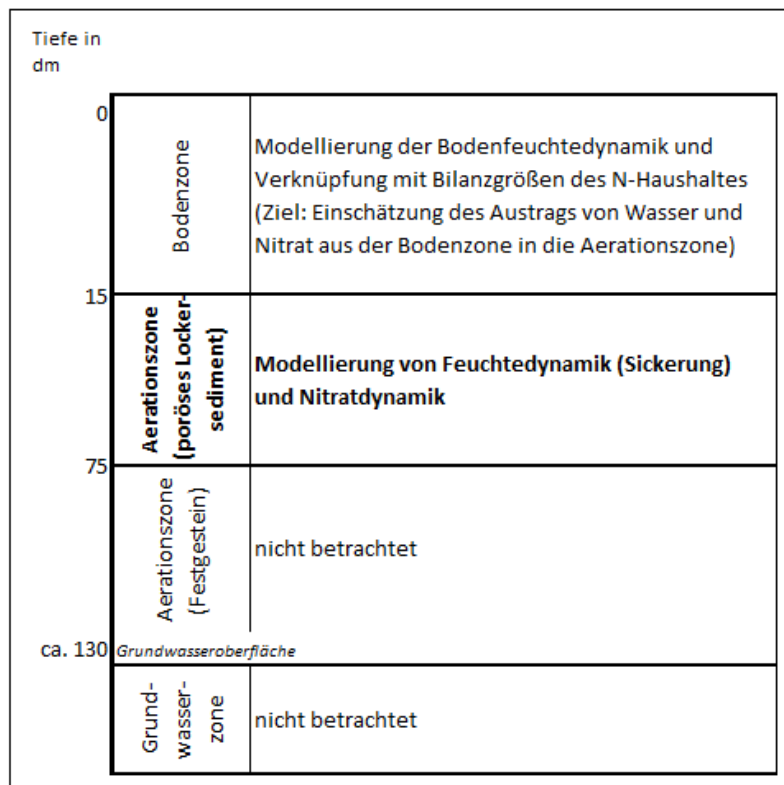 Tiefe in
dm
0
Bodenzone
Modellierung der Bodenfeuchtedynamik und
Verknüpfung mit Bilanzgrößen des N-Haushaltes
(Ziel: Einschätzung des Austrags von Wasser und
Nitrat aus der Bodenzone in die Aerationszone)
15
Aerationszone
(poröses Locker-
sediment)
Modellierung von Feuchtedynamik (Sickerung)
und Nitratdynamik
75
Aerationszone
(Festgestein)
nicht betrachtet
ca. 130
Grundwasseroberfläche
Grund-
wasser-
zone
nicht betrachtet